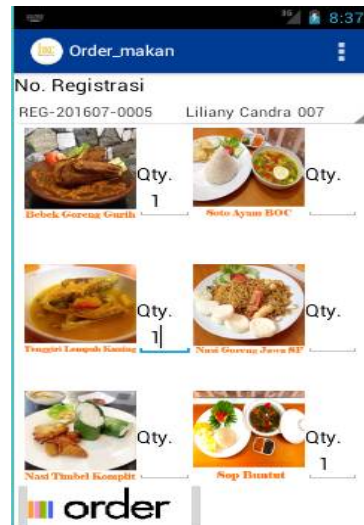 3G 8:37
Order_makan
No. Registrasi
REG-201607-0005 Liliany Candra 007
Qty. Qty.
1
Bebek Goreng Gurih Soto Ayam BOC
Qty. Qty.
1
Tenggiri Lempah Kuning Nasi Goreng Jawa SP
Qty. Qty.
1
Nasi Timbel Komplit Sop Buntut
order